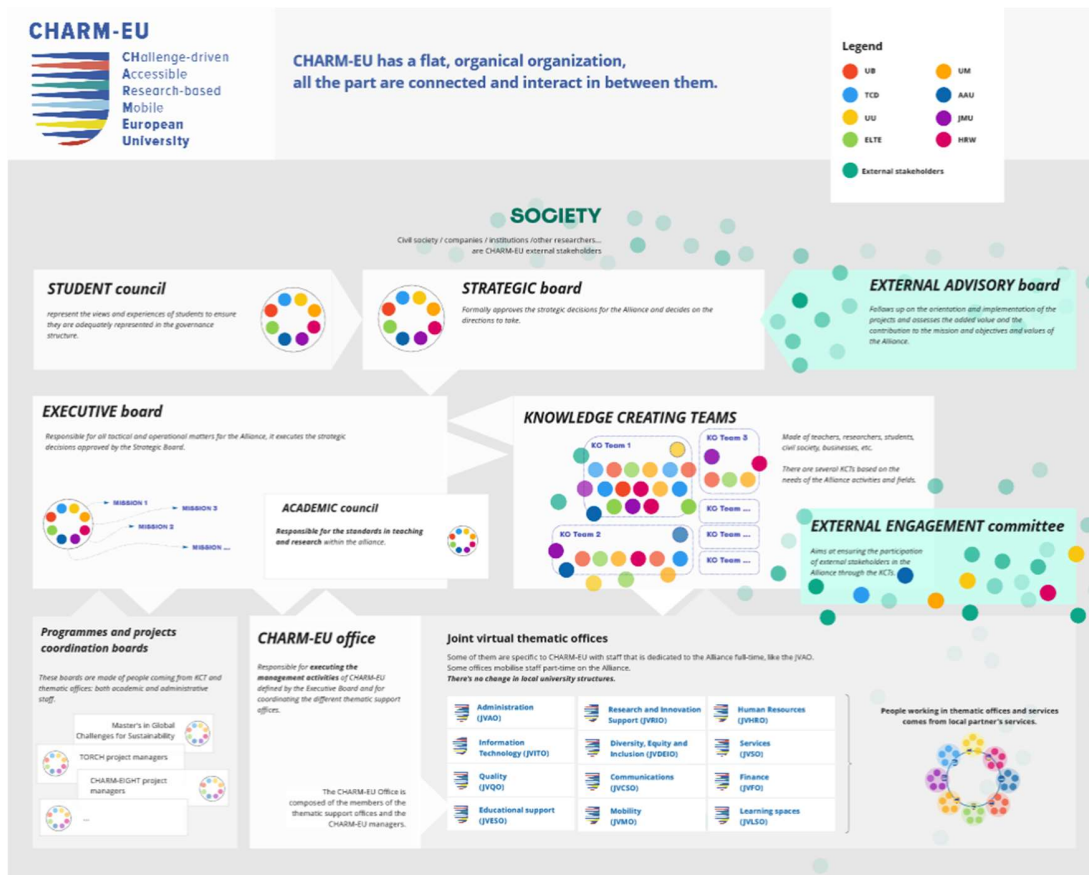 CHARM-EU
CHallenge-driven
Accessible
Research-based
Mobile
European
University
CHARM-EU has a flat, organical organization,
all the part are connected and interact in between them.
Legend
UB
UM
TCD
AAU
UU
JMU
ELTE
HRW
External stakeholders
SOCIETY
Civil society / companies / institutions /other researchers...
are CHARM-EU external stakeholders
STUDENT council
represent the views and experiences of students to ensure
they are adequately represented in the governance
structure.
STRATEGIC board
Formally approves the strategic decisions for the Alliance and decides on the
directions to take.
EXTERNAL ADVISORY board
Follows up on the orientation and implementation of the
projects and assesses the added value and the
contribution to the mission and objectives and values of
the Alliance.
EXECUTIVE board
Responsible for all tactical and operational matters for the Alliance, it executes the strategic
decisions approved by the Strategic Board.
MISSION 1
MISSION 3
MISSION 2
MISSION ...
ACADEMIC council
Responsible for the standards in teaching
and research within the alliance.
KNOWLEDGE CREATING TEAMS
KC Team 1
KC Team 3
KC Team ...
KC Team 2
KC Team ...
KC Team ...
Made of teachers, researchers, students,
civil society, businesses, etc.
There are several KCTs based on the
needs of the Alliance activities and fields.
EXTERNAL ENGAGEMENT committee
Aims at ensuring the participation
of external stakeholders in the
Alliance through the KCTs.
Programmes and projects
coordination boards
These boards are made of people coming from KCT and
thematic offices: both academic and administrative
staff.
Master's in Global
Challenges for Sustainability
TORCH project managers
CHARM-EIGHT project
managers
...
CHARM-EU office
Responsible for executing the
management activities of CHARM-EU
defined by the Executive Board and for
coordinating the different thematic support
offices.
The CHARM-EU Office is
composed of the members of the
thematic support offices and the
CHARM-EU managers.
Joint virtual thematic offices
Some of them are specific to CHARM-EU with staff that is dedicated to the Alliance full-time, like the JVAO.
Some offices mobilise staff part-time on the Alliance.
There's no change in local university structures.
Administration
(JVAO)
Research and Innovation
Support (JVRIO)
Human Resources
(JVHRO)
Information
Technology (JVITO)
Diversity, Equity and
Inclusion (JVDEIO)
Services
(JVSO)
Quality
(JVQO)
Communications
(JVCSO)
Finance
(JVFO)
Educational support
(JVESO)
Mobility
(JVMO)
Learning spaces
(JVLSO)
People working in thematic offices and services
comes from local partner's services.